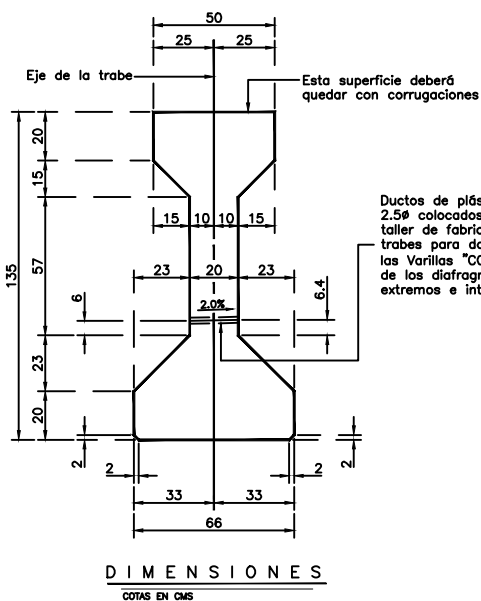 50
25 25
Eje de la trabe
Esta superficie deberá
quedar con corrugaciones
20
15
15 10 10 15
Ductos de plás
2.5ø colocados
taller de fabric
trabes para da
las Varillas "CO
de los diafragr
extremos e int
135
57
23 20 23
2.0%
6
6.4
23
20
2
2
2
2
33 33
66
DIMENSIONES
COTAS EN CMS